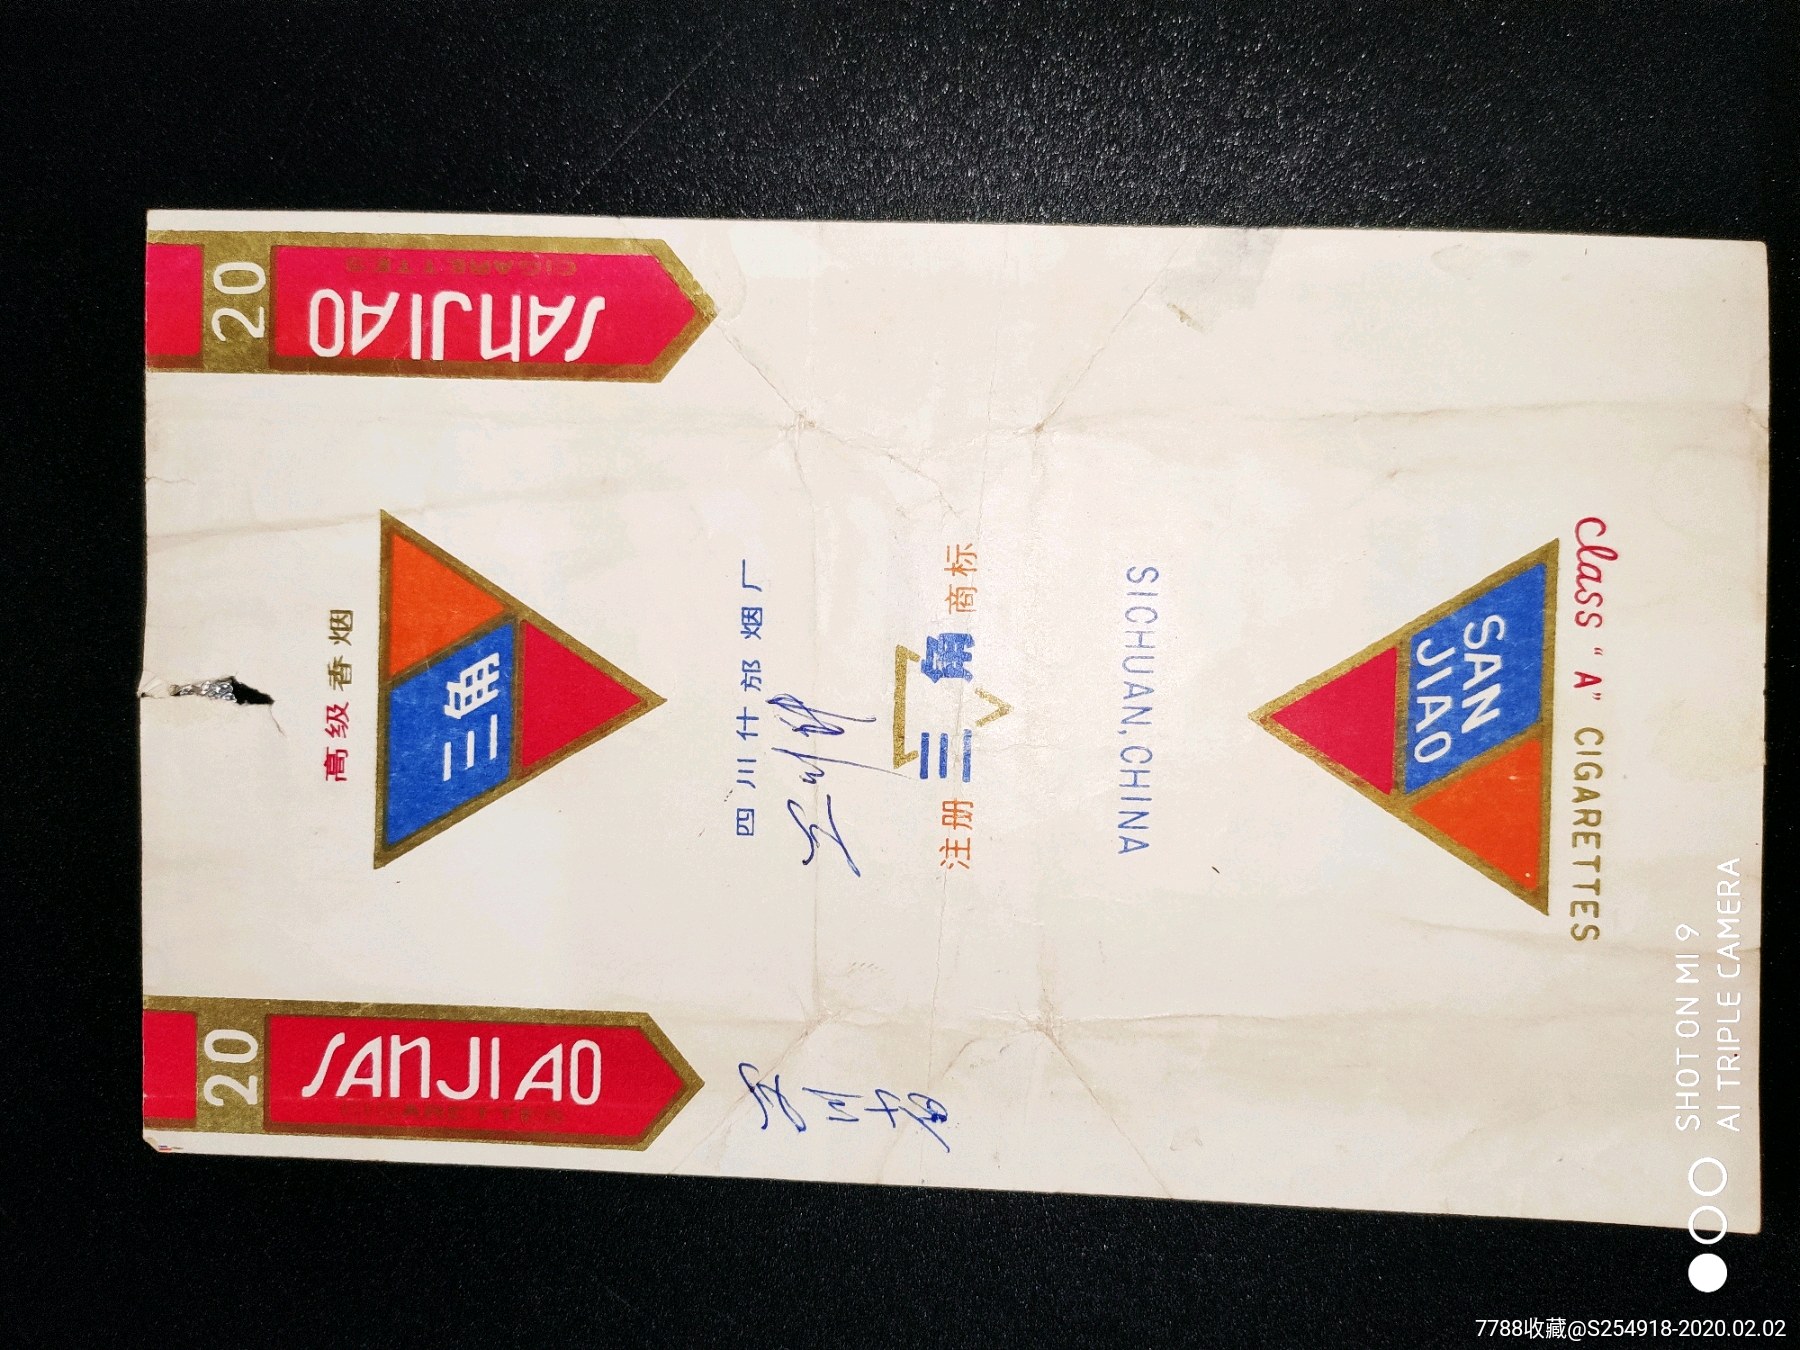 20
CIGARETTES
SANJIAO
高级香烟
三角
四川什邡烟厂
注册
三角
商标
SICHUAN, CHINA
SAN
JIAO
Class "A" CIGARETTES
20
SANJIAO
CIGARETTES
SHOT ON MI 9
AI TRIPLE CAMERA
7788收藏@S254918-2020.02.02